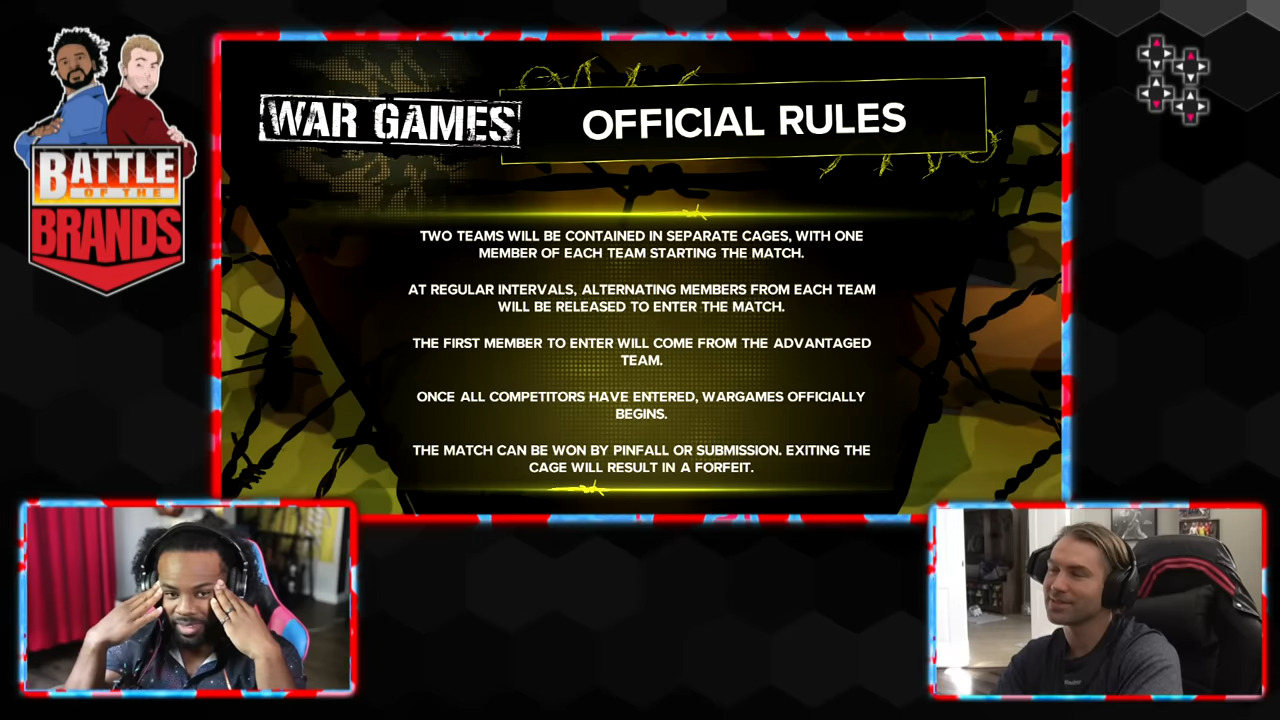 BATTLE
OF THE
BRANDS
WAR GAMES
OFFICIAL RULES
TWO TEAMS WILL BE CONTAINED IN SEPARATE CAGES, WITH ONE
MEMBER OF EACH TEAM STARTING THE MATCH.
AT REGULAR INTERVALS, ALTERNATING MEMBERS FROM EACH TEAM
WILL BE RELEASED TO ENTER THE MATCH.
THE FIRST MEMBER TO ENTER WILL COME FROM THE ADVANTAGED
TEAM.
ONCE ALL COMPETITORS HAVE ENTERED, WARGAMES OFFICIALLY
BEGINS.
THE MATCH CAN BE WON BY PINFALL OR SUBMISSION. EXITING THE
CAGE WILL RESULT IN A FORFEIT.